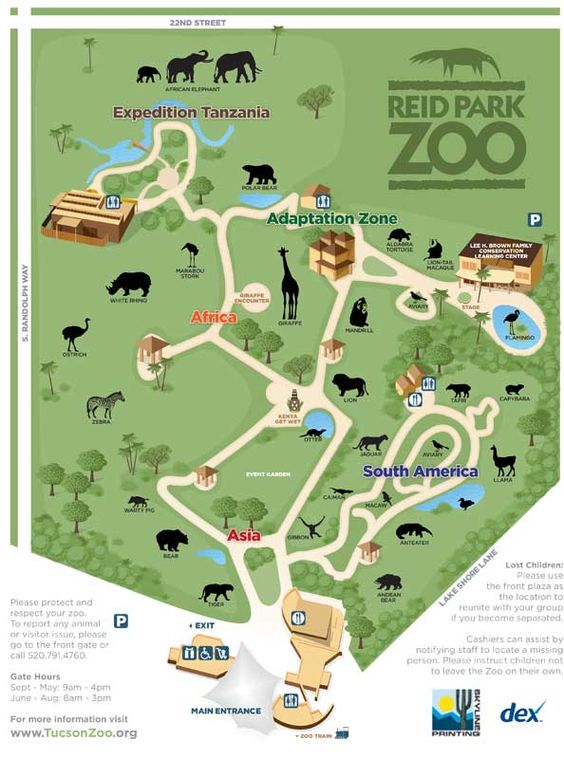 22ND STREET
S. RANDOLPH WAY
AFRICAN ELEPHANT
Expedition Tanzania
REID PARK
ZOO
POLAR BEAR
Adaptation Zone
P
ALDABRA
TORTOISE
LION-TAIL
MACAQUE
LEE H. BROWN FAMILY
CONSERVATION
LEARNING CENTER
MARABOU
STORK
WHITE RHINO
GIRAFFE
ENCOUNTER
GIRAFFE
Africa
MANDRILL
AVIARY
STAGE
FLAMINGO
OSTRICH
ZEBRA
LION
KENYA
GET WET
OTTER
TAPIR
CAPYBARA
JAGUAR
AVIARY
South America
LLAMA
EVENT GARDEN
WARTY PIG
CAIMAN
MACAW
Asia
GIBBON
ANTEATER
BEAR
TIGER
ANDEAN
BEAR
LAKE SHORE LANE
Lost Children:
Please use
the front plaza as
the location to
reunite with your group
if you become separated.
Cashiers can assist by
notifying staff to locate a missing
person. Please instruct children not
to leave the Zoo on their own.
Please protect and
respect your zoo.
To report any animal
or visitor issue, please
go to the front gate or
call 520.791.4760.
P
Gate Hours
Sept - May: 9am - 4pm
June - Aug: 8am - 3pm
For more information visit
www.TucsonZoo.org
EXIT
MAIN ENTRANCE
ZOO TRAIN
SKYLINE
PRINTING
dex